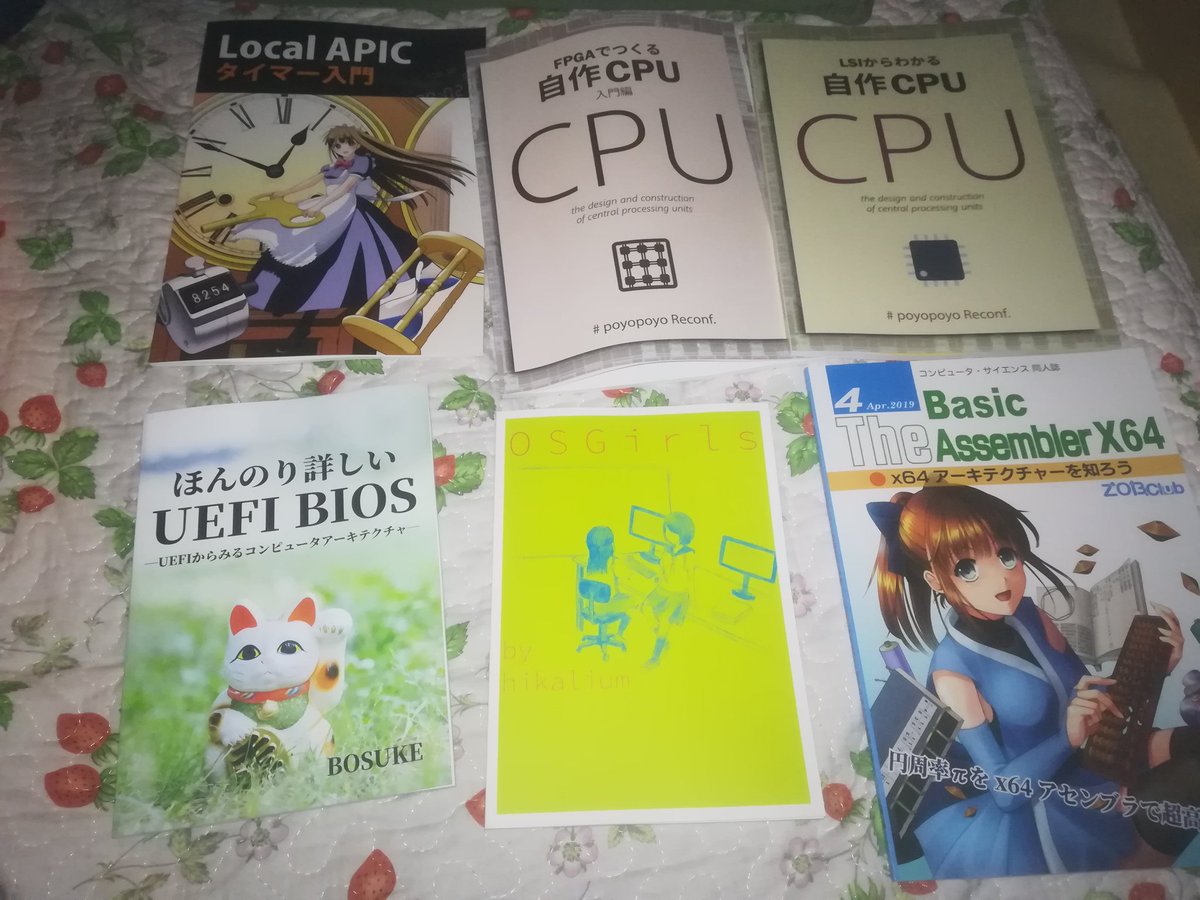 Local APIC
タイマー入門
8254
FPGAでつくる
自作CPU
入門編
CPU
the design and construction
of central processing units
# poyopoyo Reconf.
LSIからわかる
自作CPU
CPU
the design and construction
of central processing units
# poyopoyo Reconf.
ほんのり詳しい
UEFI BIOS
―UEFIからみるコンピュータアーキテクチャ―
BOSUKE
OSGirls
by
hikalium
コンピュータ・サイエンス 同人誌
4 Apr.2019
Basic
The Assembler X64
x64 アーキテクチャーを知ろう
ZOB.Club
円周率πを x64 アセンブラで超高